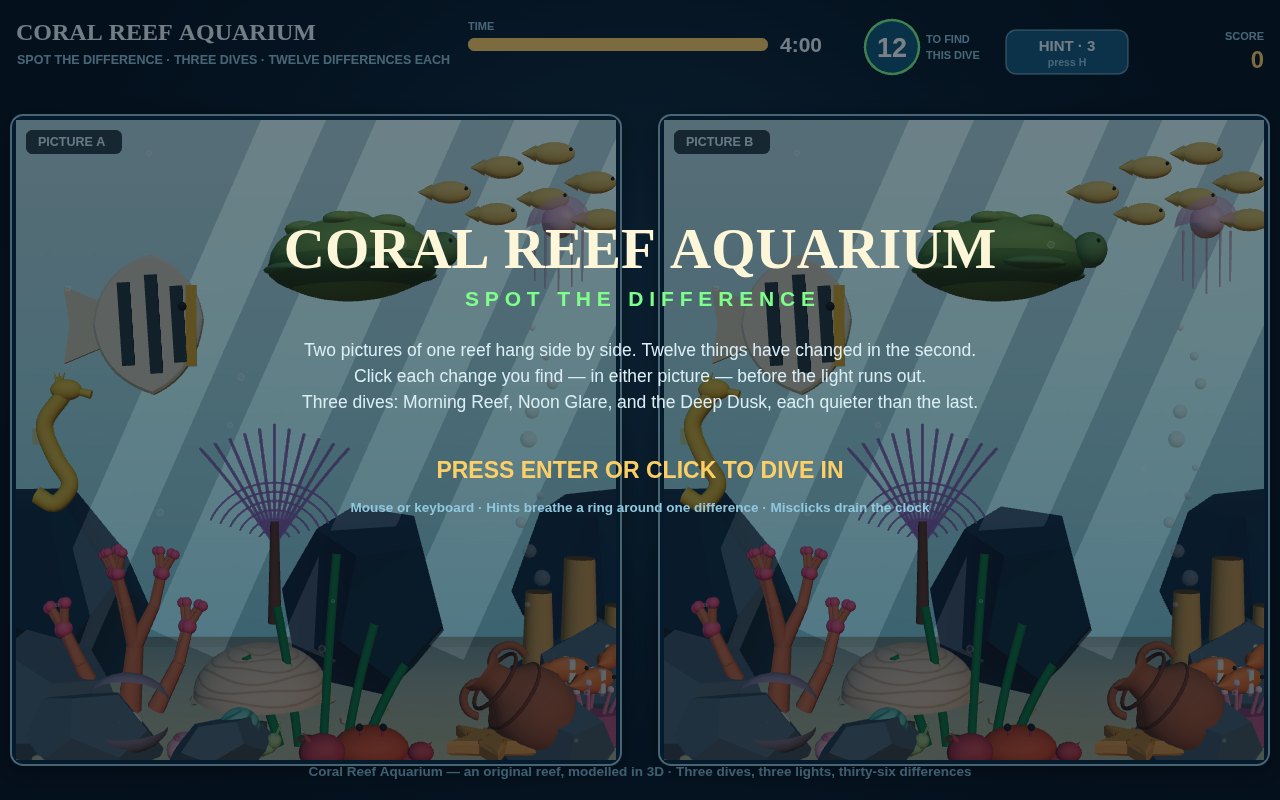 CORAL REEF AQUARIUM
SPOT THE DIFFERENCE · THREE DIVES · TWELVE DIFFERENCES EACH
TIME
4:00
12
TO FIND
THIS DIVE
HINT · 3
press H
SCORE
0
PICTURE A
PICTURE B
CORAL REEF AQUARIUM
SPOT THE DIFFERENCE
Two pictures of one reef hang side by side. Twelve things have changed in the second.
Click each change you find — in either picture — before the light runs out.
Three dives: Morning Reef, Noon Glare, and the Deep Dusk, each quieter than the last.
PRESS ENTER OR CLICK TO DIVE IN
Mouse or keyboard · Hints breathe a ring around one difference · Misclicks drain the clock
Coral Reef Aquarium — an original reef, modelled in 3D · Three dives, three lights, thirty-six differences